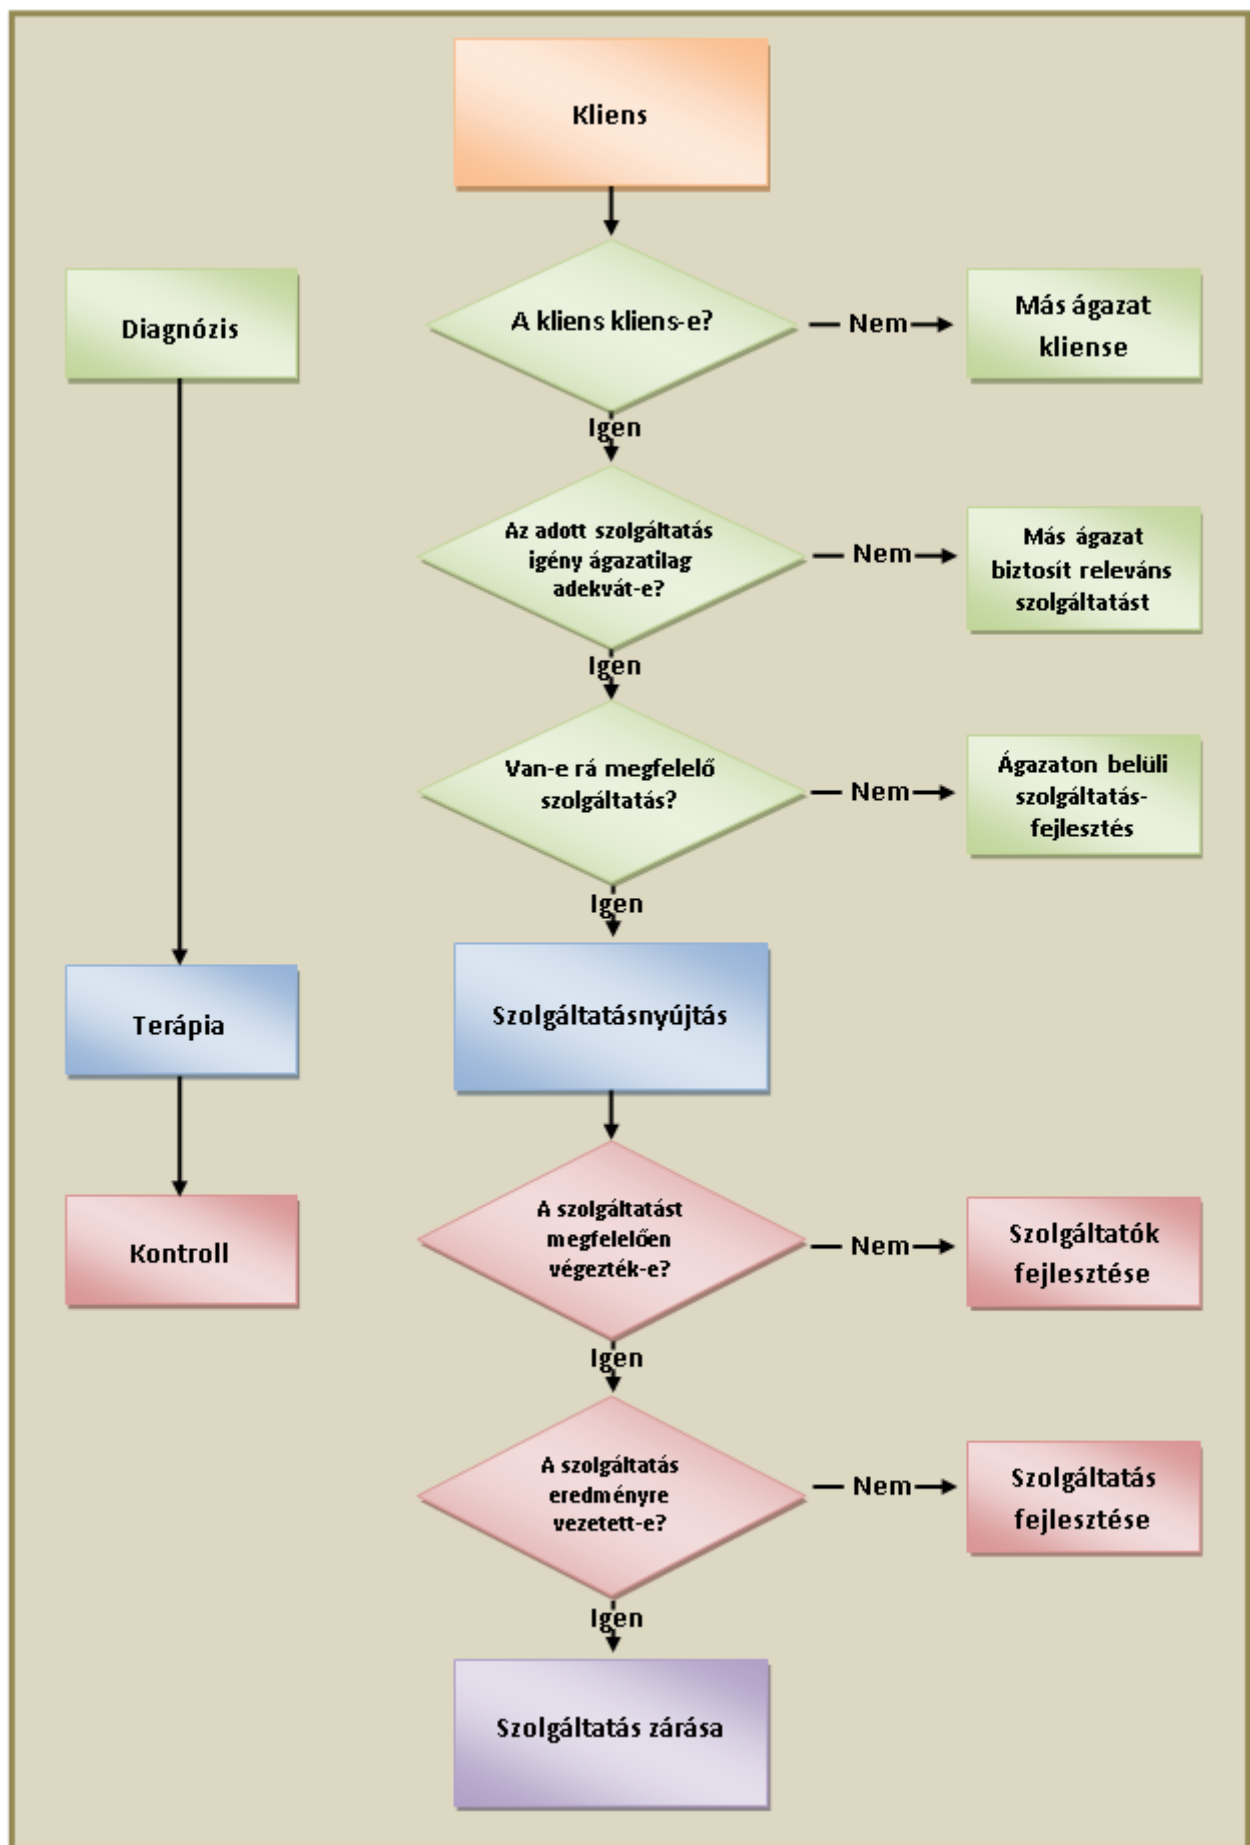 Kliens
Diagnózis
A kliens kliens-e?
Nem
Más ágazat
kliense
Igen
Az adott szolgáltatás
igény ágazatilag
adekvát-e?
Nem
Más ágazat
biztosít releváns
szolgáltatást
Igen
Van-e rá megfelelő
szolgáltatás?
Nem
Ágazaton belüli
szolgáltatás-
fejlesztés
Igen
Terápia
Szolgáltatásnyújtás
Kontroll
A szolgáltatást
megfelelően
végezték-e?
Nem
Szolgáltatók
fejlesztése
Igen
A szolgáltatás
eredményre
vezetett-e?
Nem
Szolgáltatás
fejlesztése
Igen
Szolgáltatás zárása